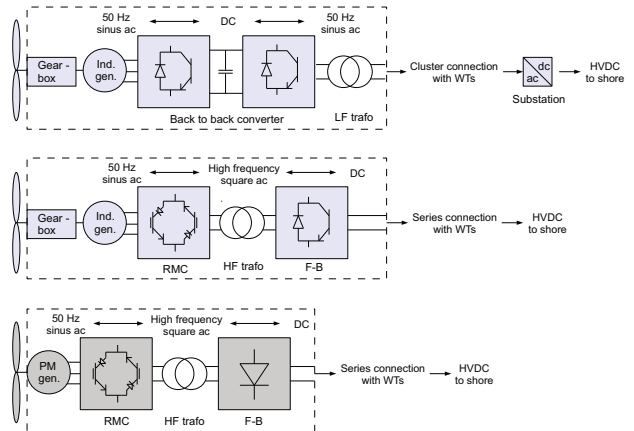 50 Hz
sinus ac
DC
50 Hz
sinus ac
Gear -
box
Ind.
gen.
Back to back converter
LF trafo
Cluster connection
with WTs
dc
ac
Substation
HVDC
to shore
50 Hz
sinus ac
High frequency
square ac
DC
Gear -
box
Ind.
gen.
RMC
HF trafo
F-B
Series connection
with WTs
HVDC
to shore
50 Hz
sinus ac
High frequency
square ac
DC
PM
gen.
RMC
HF trafo
F-B
Series connection
with WTs
HVDC
to shore